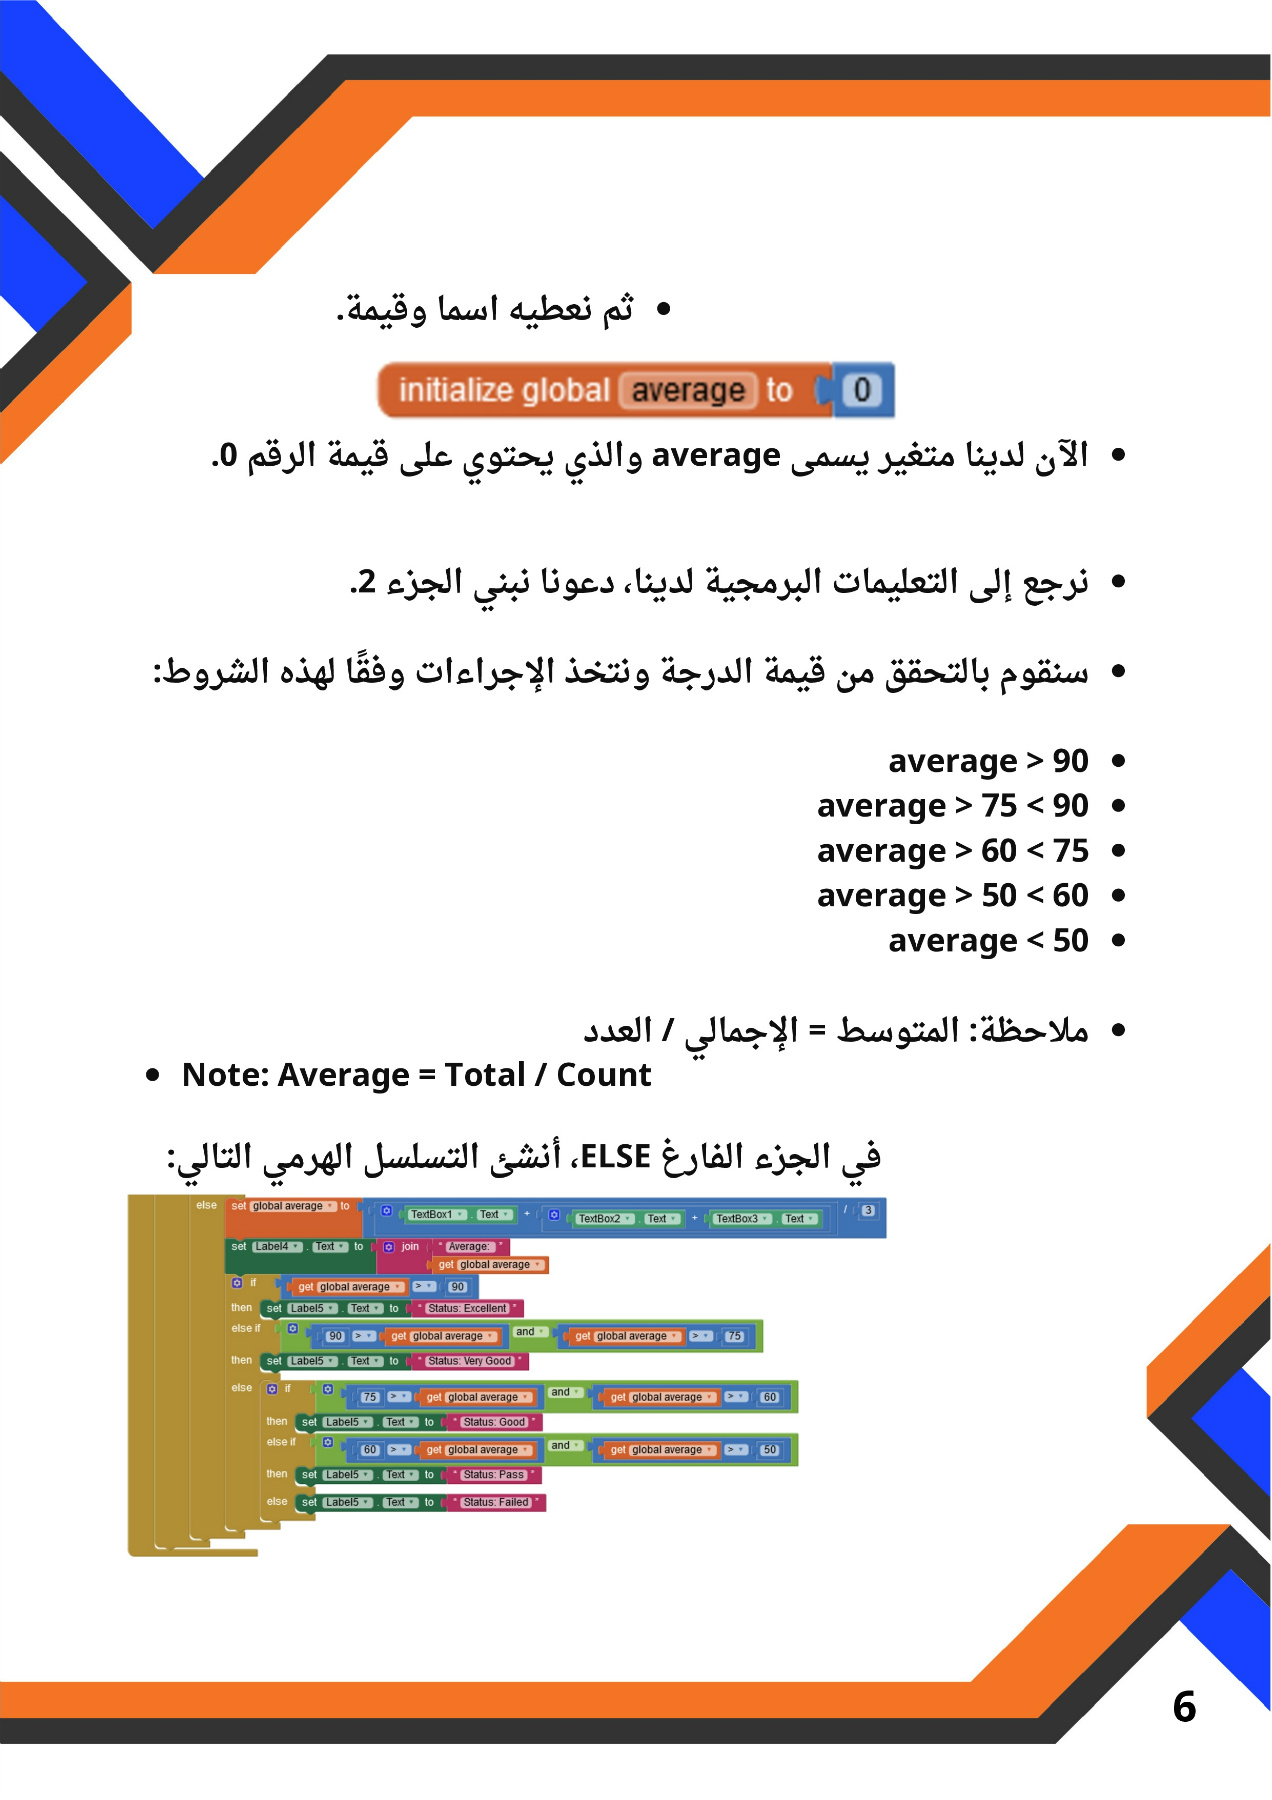 ثم نعطيه اسما وقيمة.
initialize global average to 0
الآن لدينا متغير يسمى average والذي يحتوي على قيمة الرقم 0.
نرجع إلى التعليمات البرمجية لدينا، دعونا نبني الجزء 2.
سنقوم بالتحقق من قيمة الدرجة ونتخذ الإجراءات وفقًا لهذه الشروط:
average > 90
average > 75 < 90
average > 60 < 75
average > 50 < 60
average < 50
ملاحظة: المتوسط = الإجمالي / العدد
Note: Average = Total / Count
في الجزء الفارغ ELSE، أنشئ التسلسل الهرمي التالي:
else set global average to TextBox1 . Text + TextBox2 . Text + TextBox3 . Text / 3
set Label4 . Text to join " Average: "
get global average
if get global average > 90
then set Label5 . Text to " Status: Excellent "
else if 90 > get global average and get global average > 75
then set Label5 . Text to " Status: Very Good "
else if 75 > get global average and get global average > 60
then set Label5 . Text to " Status: Good "
else if 60 > get global average and get global average > 50
then set Label5 . Text to " Status: Pass "
else set Label5 . Text to " Status: Failed "
6